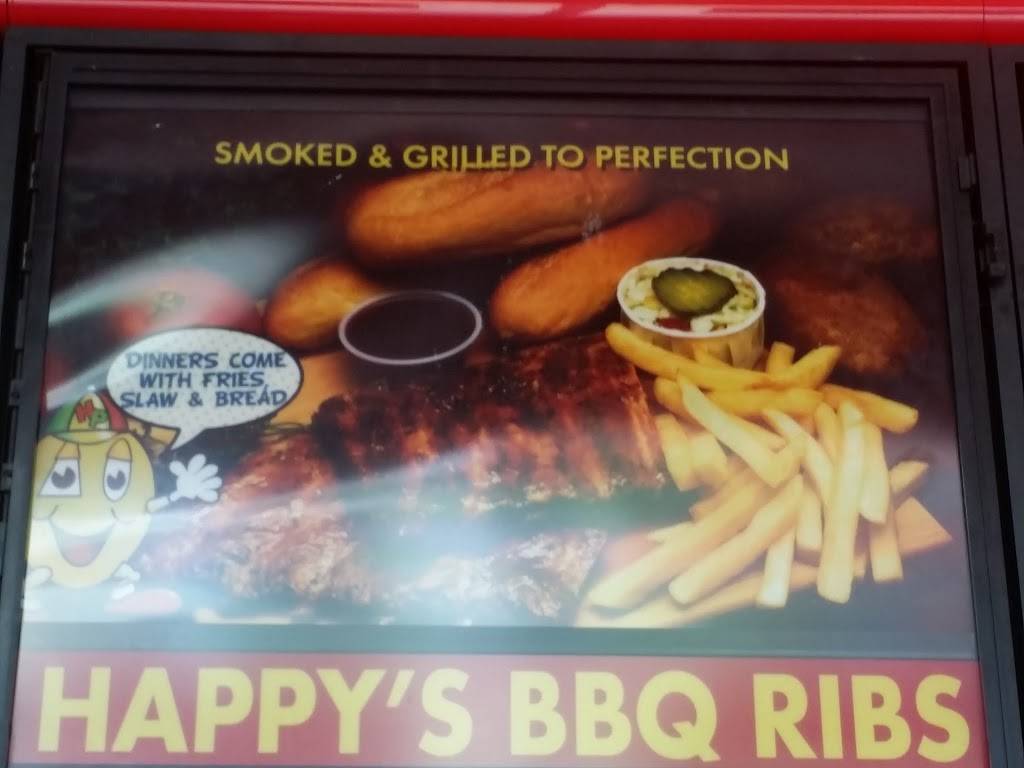 SMOKED & GRILLED TO PERFECTION
DINNERS COME
WITH FRIES,
SLAW & BREAD
HAPPY'S BBQ RIBS